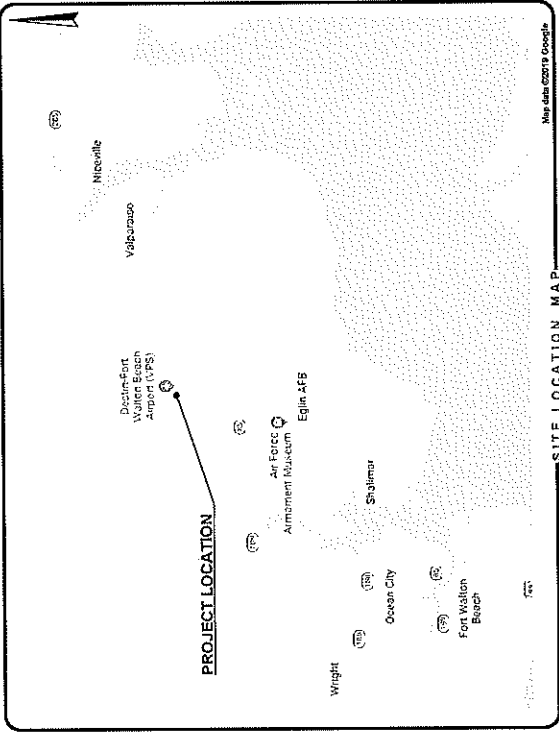 Niceville
Valparaiso
Destin-Fort
Walton Beach
Airport (VPS)
PROJECT LOCATION
Air Force
Armament Museum
Eglin AFB
Shalimar
Wright
Ocean City
Fort Walton
Beach
Map data ©2019 Google
SITE LOCATION MAP